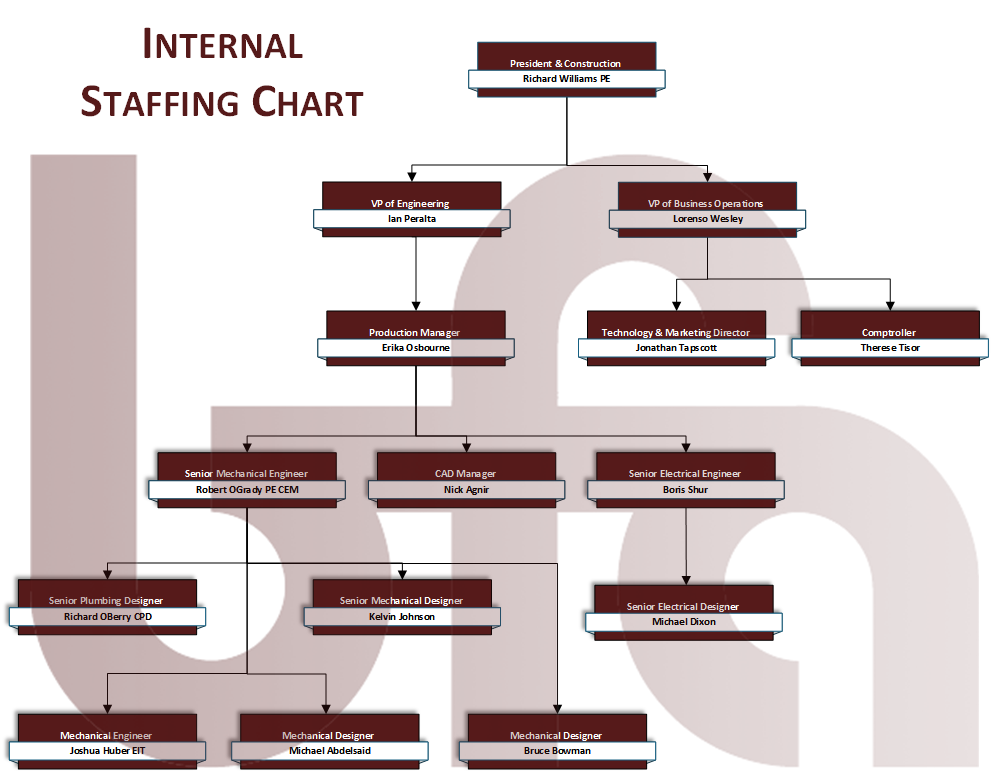 INTERNAL
STAFFING CHART
President & Construction
Richard Williams PE
VP of Engineering
Ian Peralta
VP of Business Operations
Lorenso Wesley
Production Manager
Erika Osbourne
Technology & Marketing Director
Jonathan Tapscott
Comptroller
Therese Tisor
Senior Mechanical Engineer
Robert OGrady PE CEM
CAD Manager
Nick Agnir
Senior Electrical Engineer
Boris Shur
Senior Plumbing Designer
Richard OBerry CPD
Senior Mechanical Designer
Kelvin Johnson
Senior Electrical Designer
Michael Dixon
Mechanical Engineer
Joshua Huber EIT
Mechanical Designer
Michael Abdelsaid
Mechanical Designer
Bruce Bowman
bfa